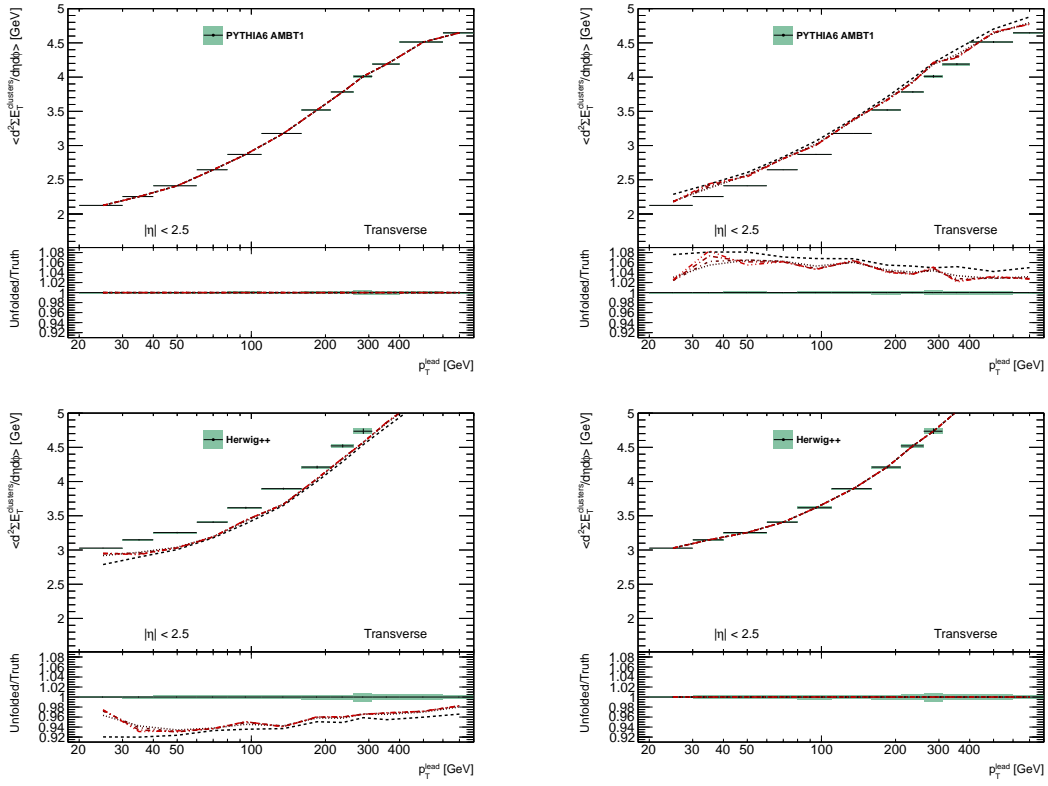 <d²ΣE_T^clusters/dηdϕ> [GeV]
5
4.5
4
3.5
3
2.5
2
PYTHIA6 AMBT1
|η| < 2.5 Transverse
Unfolded/Truth
1.08
1.06
1.04
1.02
1
0.98
0.96
0.94
0.92
20 30 40 50 100 200 300 400
p_T^lead [GeV]
<d²ΣE_T^clusters/dηdϕ> [GeV]
5
4.5
4
3.5
3
2.5
2
PYTHIA6 AMBT1
|η| < 2.5 Transverse
Unfolded/Truth
1.08
1.06
1.04
1.02
1
0.98
0.96
0.94
0.92
20 30 40 50 100 200 300 400
p_T^lead [GeV]
<d²ΣE_T^clusters/dηdϕ> [GeV]
5
4.5
4
3.5
3
2.5
2
Herwig++
|η| < 2.5 Transverse
Unfolded/Truth
1.08
1.06
1.04
1.02
1
0.98
0.96
0.94
0.92
20 30 40 50 100 200 300 400
p_T^lead [GeV]
<d²ΣE_T^clusters/dηdϕ> [GeV]
5
4.5
4
3.5
3
2.5
2
Herwig++
|η| < 2.5 Transverse
Unfolded/Truth
1.08
1.06
1.04
1.02
1
0.98
0.96
0.94
0.92
20 30 40 50 100 200 300 400
p_T^lead [GeV]